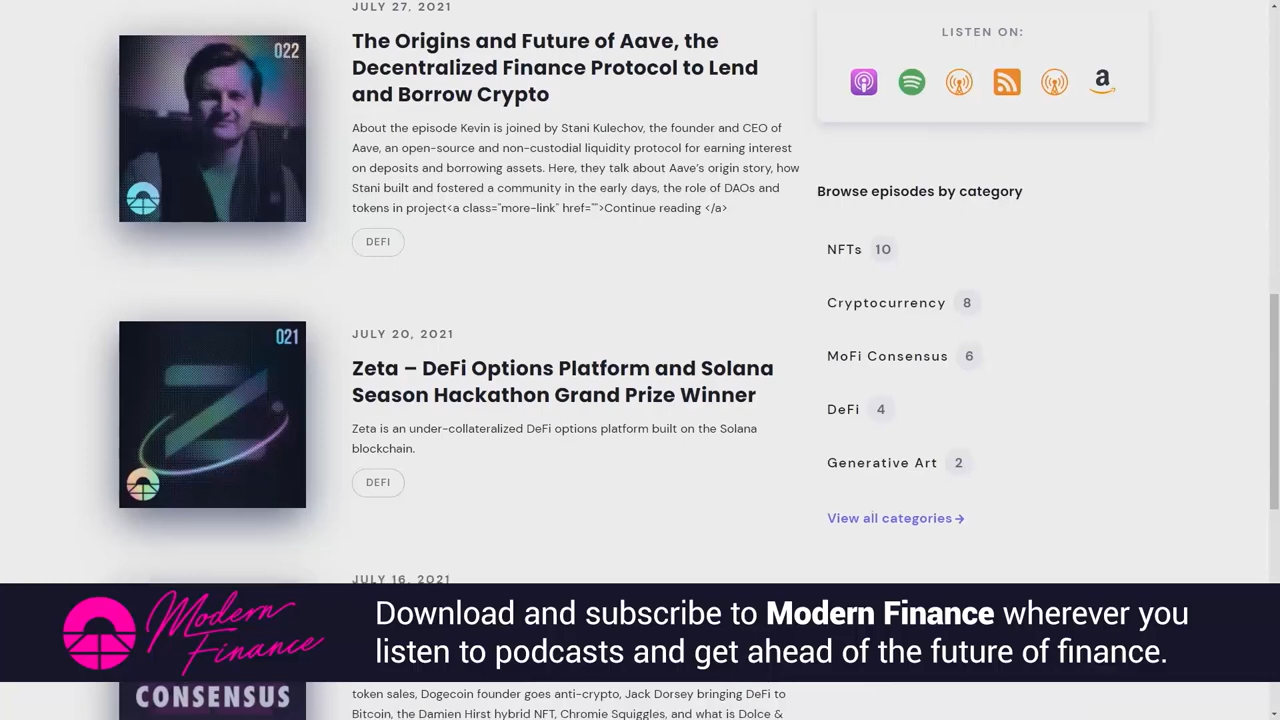 JULY 27, 2021
022
The Origins and Future of Aave, the
Decentralized Finance Protocol to Lend
and Borrow Crypto
About the episode Kevin is joined by Stani Kulechov, the founder and CEO of
Aave, an open-source and non-custodial liquidity protocol for earning interest
on deposits and borrowing assets. Here, they talk about Aave's origin story, how
Stani built and fostered a community in the early days, the role of DAOs and
tokens in project<a class="more-link" href="">Continue reading </a>
DEFI
021
JULY 20, 2021
Zeta – DeFi Options Platform and Solana
Season Hackathon Grand Prize Winner
Zeta is an under-collateralized DeFi options platform built on the Solana
blockchain.
DEFI
JULY 16, 2021
LISTEN ON:
a
Browse episodes by category
NFTs 10
Cryptocurrency 8
MoFi Consensus 6
DeFi 4
Generative Art 2
View all categories →
Modern
Finance
Download and subscribe to Modern Finance wherever you
listen to podcasts and get ahead of the future of finance.
CONSENSUS
token sales, Dogecoin founder goes anti-crypto, Jack Dorsey bringing DeFi to
Bitcoin, the Damien Hirst hybrid NFT, Chromie Squiggles, and what is Dolce &